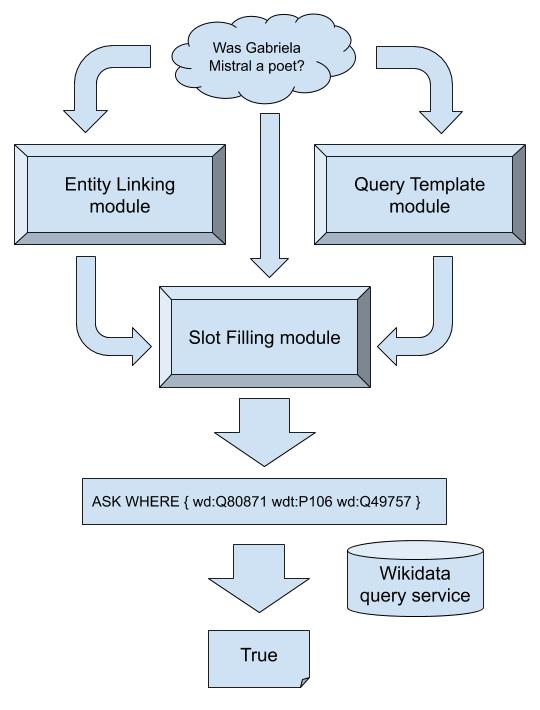 Was Gabriela
Mistral a poet?
Entity Linking
module
Query Template
module
Slot Filling module
ASK WHERE { wd:Q80871 wdt:P106 wd:Q49757 }
Wikidata
query service
True